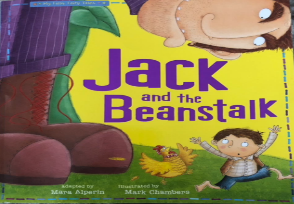 Jack
and the
Beanstalk
adapted by
Mara Alperin
illustrated by
Mark Chambers